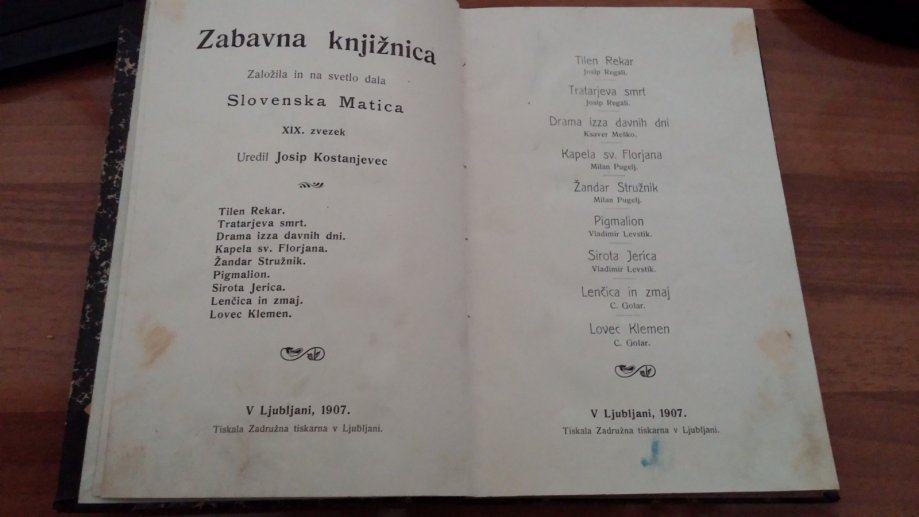 Zabavna knjižnica
Založila in na svetlo dala
Slovenska Matica
XIX. zvezek
Uredil Josip Kostanjevec
Tilen Rekar.
Tratarjeva smrt.
Drama izza davnih dni.
Kapela sv. Florjana.
Žandar Stružnik.
Pigmalion.
Sirota Jerica.
Lenčica in zmaj.
Lovec Klemen.
V Ljubljani, 1907.
Tiskala Zadružna tiskarna v Ljubljani.
Tilen Rekar
Josip Regali.
Tratarjeva smrt
Josip Regali.
Drama izza davnih dni
Ksaver Meško.
Kapela sv. Florjana
Milan Pugelj.
Žandar Stružnik
Milan Pugelj.
Pigmalion
Vladimir Levstik.
Sirota Jerica
Vladimir Levstik.
Lenčica in zmaj
C. Golar.
Lovec Klemen
C. Golar.
V Ljubljani, 1907.
Tiskala Zadružna tiskarna v Ljubljani.